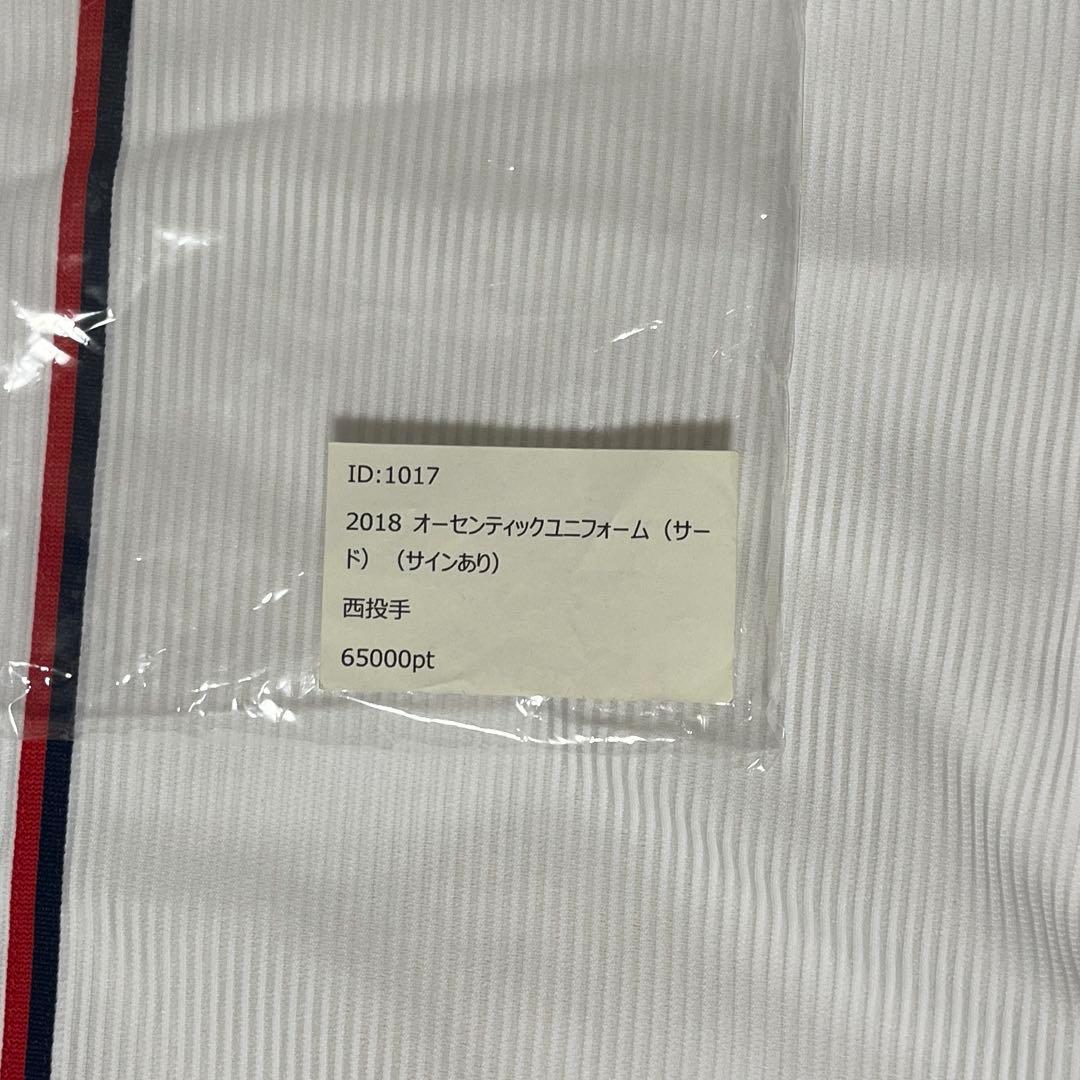 ID:1017
2018 オーセンティックユニフォーム（サー
ド）（サインあり）
西投手
65000pt